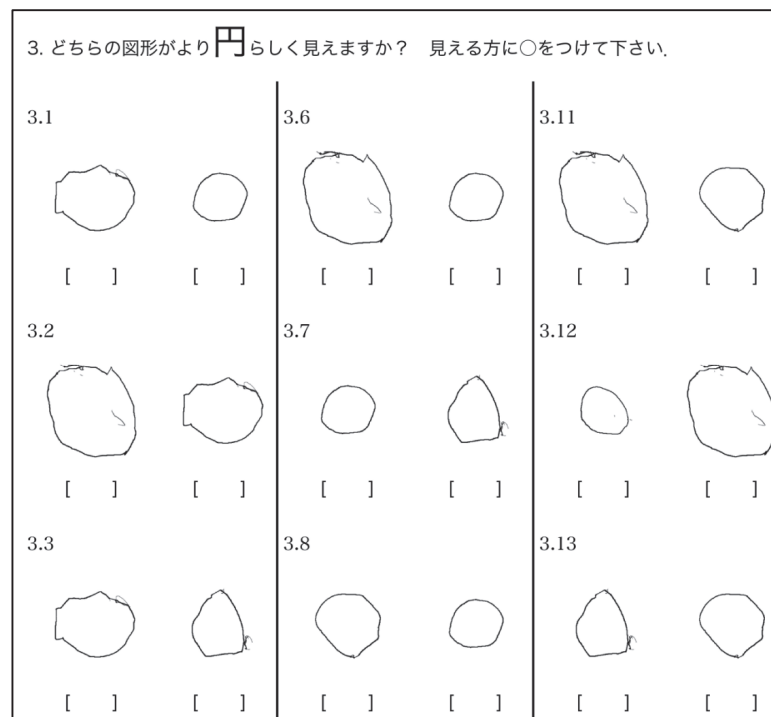 3. どちらの図形がより円らしく見えますか？　見える方に○をつけて下さい.
3.1
[ ] [ ]
3.2
[ ] [ ]
3.3
[ ] [ ]
3.6
[ ] [ ]
3.7
[ ] [ ]
3.8
[ ] [ ]
3.11
[ ] [ ]
3.12
[ ] [ ]
3.13
[ ] [ ]